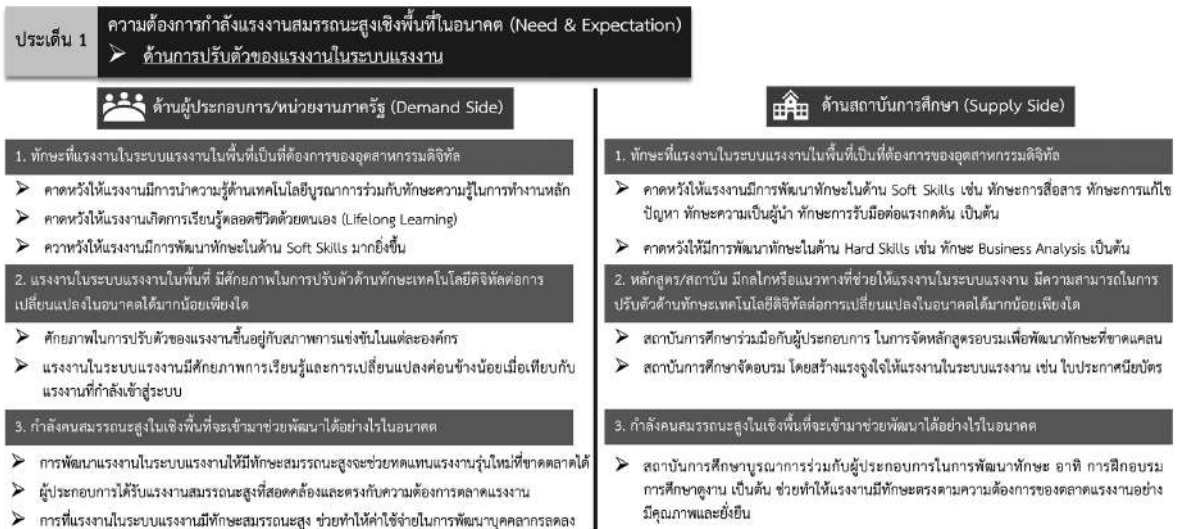 ประเด็น 1
ความต้องการกำลังแรงงานสมรรถนะสูงเชิงพื้นที่ในอนาคต (Need & Expectation)
➢ ด้านการปรับตัวของแรงงานในระบบแรงงาน
ด้านผู้ประกอบการ/หน่วยงานภาครัฐ (Demand Side)
1. ทักษะที่แรงงานในระบบแรงงานในพื้นที่เป็นที่ต้องการของอุตสาหกรรมดิจิทัล
➢ คาดหวังให้แรงงานมีการนำความรู้ด้านเทคโนโลยีบูรณาการร่วมกับทักษะความรู้ในการทำงานหลัก
➢ คาดหวังให้แรงงานเกิดการเรียนรู้ตลอดชีวิตด้วยตนเอง (Lifelong Learning)
➢ ควาหวังให้แรงงานมีการพัฒนาทักษะในด้าน Soft Skills มากยิ่งขึ้น
2. แรงงานในระบบแรงงานในพื้นที่ มีศักยภาพในการปรับตัวด้านทักษะเทคโนโลยีดิจิทัลต่อการ
เปลี่ยนแปลงในอนาคตได้มากน้อยเพียงใด
➢ ศักยภาพในการปรับตัวของแรงงานขึ้นอยู่กับสภาพการแข่งขันในแต่ละองค์กร
➢ แรงงานในระบบแรงงานมีศักยภาพการเรียนรู้และการเปลี่ยนแปลงค่อนข้างน้อยเมื่อเทียบกับ
แรงงานที่กำลังเข้าสู่ระบบ
3. กำลังคนสมรรถนะสูงในเชิงพื้นที่จะเข้ามาช่วยพัฒนาได้อย่างไรในอนาคต
➢ การพัฒนาแรงงานในระบบแรงงานให้มีทักษะสมรรถนะสูงจะช่วยทดแทนแรงงานรุ่นใหม่ที่ขาดตลาดได้
➢ ผู้ประกอบการได้รับแรงงานสมรรถนะสูงที่สอดคล้องและตรงกับความต้องการตลาดแรงงาน
➢ การที่แรงงานในระบบแรงงานมีทักษะสมรรถนะสูง ช่วยทำให้ค่าใช้จ่ายในการพัฒนาบุคคลากรลดลง
ด้านสถาบันการศึกษา (Supply Side)
1. ทักษะที่แรงงานในระบบแรงงานในพื้นที่เป็นที่ต้องการของอุตสาหกรรมดิจิทัล
➢ คาดหวังให้แรงงานมีการพัฒนาทักษะในด้าน Soft Skills เช่น ทักษะการสื่อสาร ทักษะการแก้ไข
ปัญหา ทักษะความเป็นผู้นำ ทักษะการรับมือต่อแรงกดดัน เป็นต้น
➢ คาดหวังให้มีการพัฒนาทักษะในด้าน Hard Skills เช่น ทักษะ Business Analysis เป็นต้น
2. หลักสูตร/สถาบัน มีกลไกหรือแนวทางที่ช่วยให้แรงงานในระบบแรงงาน มีความสามารถในการ
ปรับตัวด้านทักษะเทคโนโลยีดิจิทัลต่อการเปลี่ยนแปลงในอนาคตได้มากน้อยเพียงใด
➢ สถาบันการศึกษาร่วมมือกับผู้ประกอบการ ในการจัดหลักสูตรอบรมเพื่อพัฒนาทักษะที่ขาดแคลน
➢ สถาบันการศึกษาจัดอบรม โดยสร้างแรงจูงใจให้แรงงานในระบบแรงงาน เช่น ใบประกาศนียบัตร
3. กำลังคนสมรรถนะสูงในเชิงพื้นที่จะเข้ามาช่วยพัฒนาได้อย่างไรในอนาคต
➢ สถาบันการศึกษาบูรณาการร่วมกับผู้ประกอบการในการพัฒนาทักษะ อาทิ การฝึกอบรม
การศึกษาดูงาน เป็นต้น ช่วยทำให้แรงงานมีทักษะตรงตามความต้องการของตลาดแรงงานอย่าง
มีคุณภาพและยั่งยืน